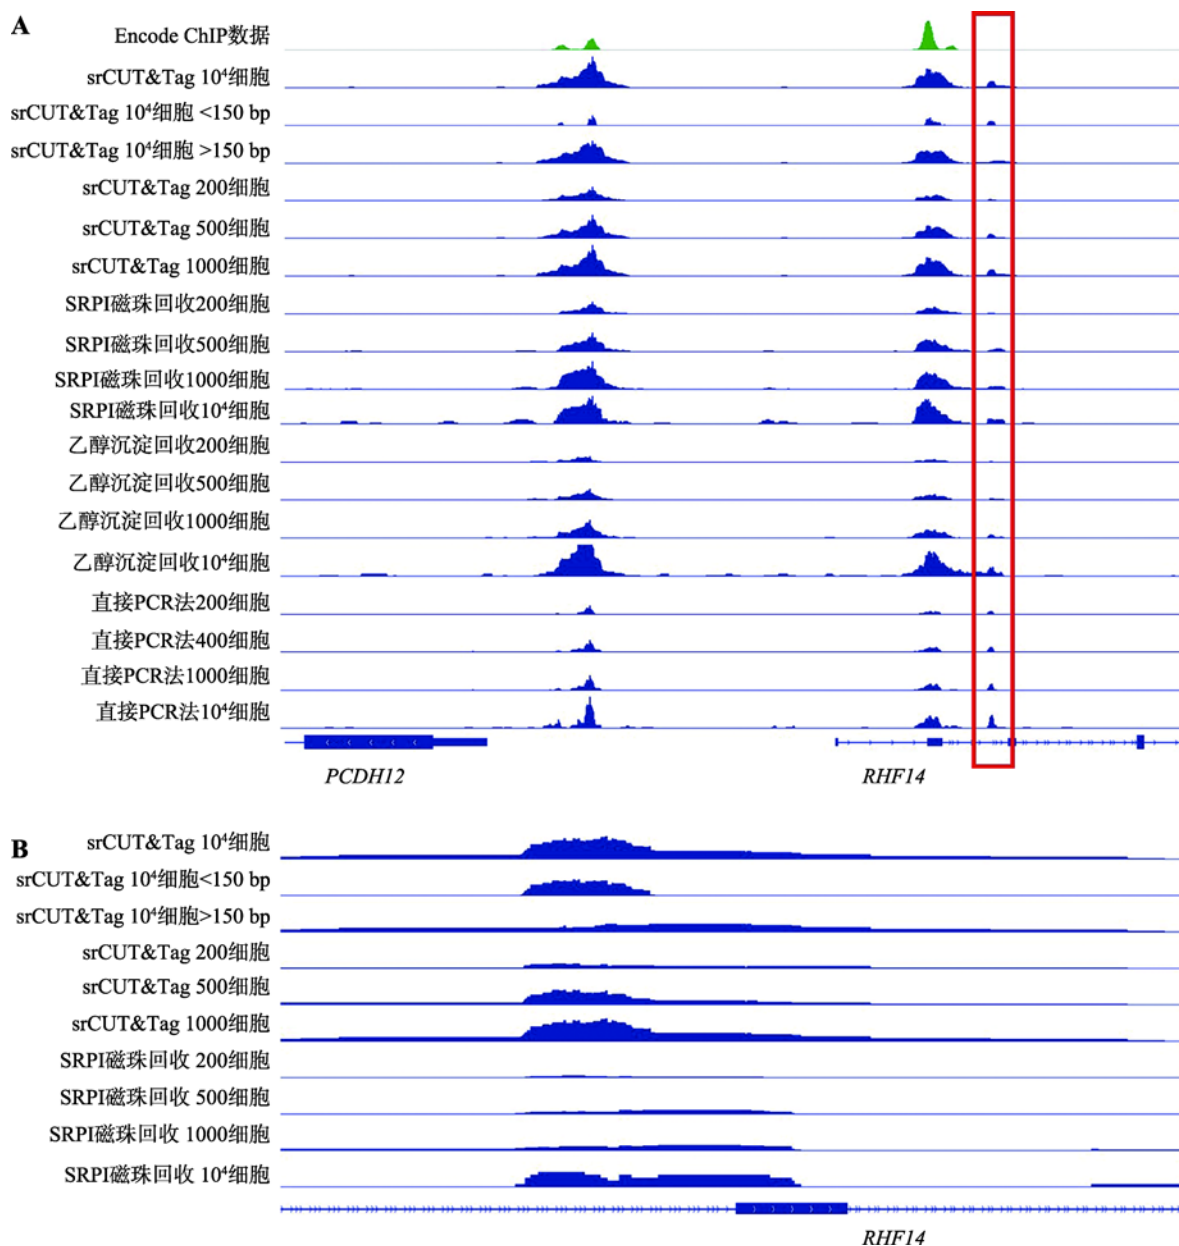 A
Encode ChIP数据
srCUT&Tag 10⁴细胞
srCUT&Tag 10⁴细胞 <150 bp
srCUT&Tag 10⁴细胞 >150 bp
srCUT&Tag 200细胞
srCUT&Tag 500细胞
srCUT&Tag 1000细胞
SRPI磁珠回收200细胞
SRPI磁珠回收500细胞
SRPI磁珠回收1000细胞
SRPI磁珠回收10⁴细胞
乙醇沉淀回收200细胞
乙醇沉淀回收500细胞
乙醇沉淀回收1000细胞
乙醇沉淀回收10⁴细胞
直接PCR法200细胞
直接PCR法400细胞
直接PCR法1000细胞
直接PCR法10⁴细胞
PCDH12 RHF14
B
srCUT&Tag 10⁴细胞
srCUT&Tag 10⁴细胞<150 bp
srCUT&Tag 10⁴细胞>150 bp
srCUT&Tag 200细胞
srCUT&Tag 500细胞
srCUT&Tag 1000细胞
SRPI磁珠回收 200细胞
SRPI磁珠回收 500细胞
SRPI磁珠回收 1000细胞
SRPI磁珠回收 10⁴细胞
RHF14